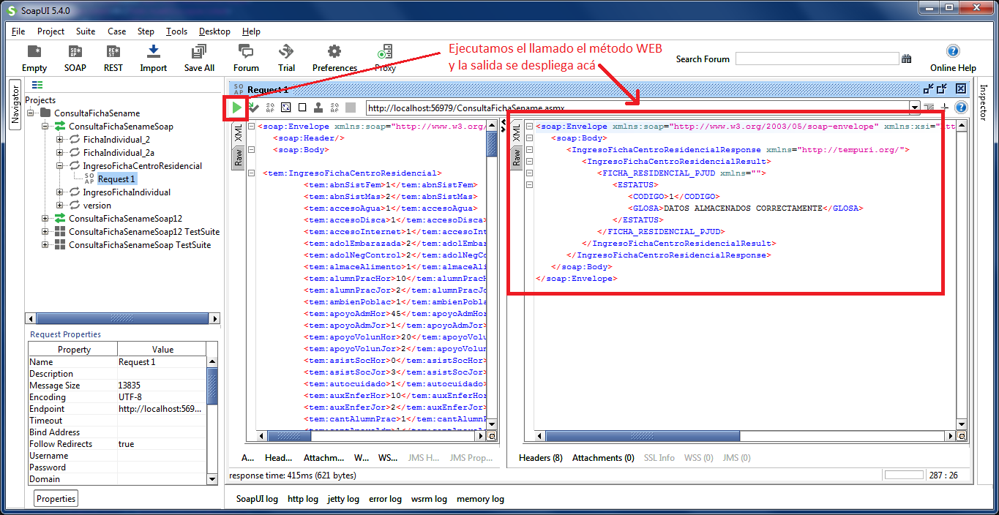 SoapUI 5.4.0
File Project Suite Case Step Tools Desktop Help
Empty SOAP REST Import Save All Forum Trial Preferences Proxy
Ejecutamos el llamado el método WEB
y la salida se despliega acá
Search Forum
Online Help
Navigator
Projects
ConsultaFichaSename
ConsultaFichaSenameSoap
FichaIndividual_2
FichaIndividual_2a
IngresoFichaCentroResidencial
SO
AP
Request 1
IngresoFichaIndividual
version
ConsultaFichaSenameSoap12
ConsultaFichaSenameSoap12 TestSuite
ConsultaFichaSenameSoap TestSuite
Request Properties
Property Value
Name Request 1
Description
Message Size 13835
Encoding UTF-8
Endpoint http://localhost:569...
Timeout
Bind Address
Follow Redirects true
Username
Password
Domain
Properties
SO
AP
Request 1
http://localhost:56979/ConsultaFichaSename.asmx
XML
Raw
<soap:Envelope xmlns:soap="http://www.w3.org/
<soap:Header/>
<soap:Body>
<tem:IngresoFichaCentroResidencial>
<tem:abnSistFem>1</tem:abnSistFem>
<tem:abnSistMas>2</tem:abnSistMas>
<tem:accesoAgua>1</tem:accesoAgua>
<tem:accesoDisca>1</tem:accesoDisca>
<tem:accesoInternet>1</tem:accesoInt
<tem:adolEmbarazada>2</tem:adolEmbar
<tem:adolNegControl>2</tem:adolNegCo
<tem:almaceAlimento>1</tem:almaceAli
<tem:alumnPracHor>10</tem:alumnPracH
<tem:alumnPracJor>2</tem:alumnPracJo
<tem:ambienPoblac>1</tem:ambienPobla
<tem:apoyoAdmHor>45</tem:apoyoAdmHor
<tem:apoyoAdmJor>1</tem:apoyoAdmJor>
<tem:apoyoVolunHor>20</tem:apoyoVolu
<tem:apoyoVolunJor>2</tem:apoyoVolun
<tem:asistSocHor>0</tem:asistSocHor>
<tem:asistSocJor>3</tem:asistSocJor>
<tem:autocuidado>1</tem:autocuidado>
<tem:auxEnferHor>10</tem:auxEnferHor
<tem:auxEnferJor>2</tem:auxEnferJor>
<tem:cantAlumnPrac>1</tem:cantAlumnP
A... Head... Attachm... W... WS... JMS H... JMS Prop...
XML
Raw
<soap:Envelope xmlns:soap="http://www.w3.org/2003/05/soap-envelope" xmlns:xsi="htt
<soap:Body>
<IngresoFichaCentroResidencialResponse xmlns="http://tempuri.org/">
<IngresoFichaCentroResidencialResult>
<FICHA_RESIDENCIAL_PJUD xmlns="">
<ESTATUS>
<CODIGO>1</CODIGO>
<GLOSA>DATOS ALMACENADOS CORRECTAMENTE</GLOSA>
</ESTATUS>
</FICHA_RESIDENCIAL_PJUD>
</IngresoFichaCentroResidencialResult>
</IngresoFichaCentroResidencialResponse>
</soap:Body>
</soap:Envelope>
Headers (8) Attachments (0) SSL Info WSS (0) JMS (0)
Inspector
response time: 415ms (621 bytes)
287 : 26
SoapUI log http log jetty log error log wsrm log memory log